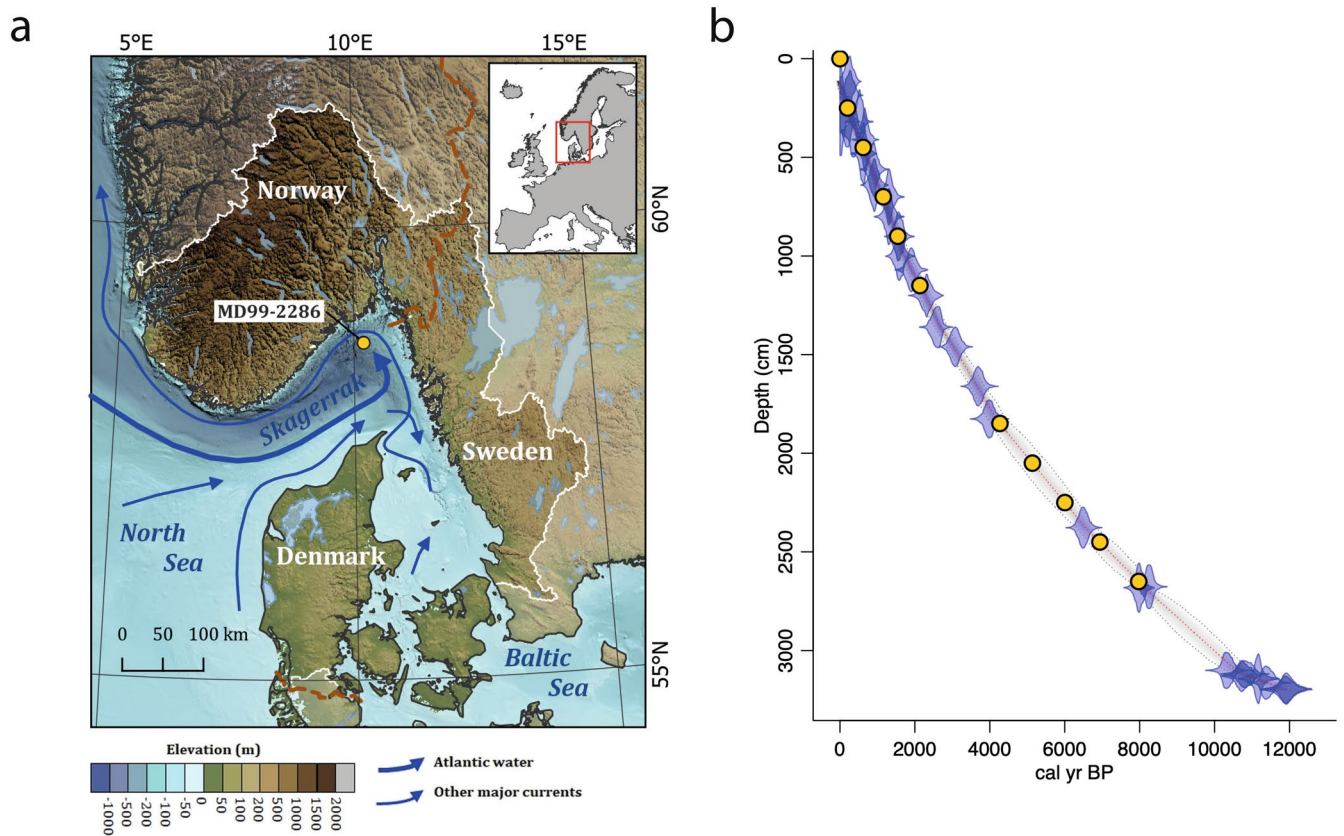 a
b
5°E
10°E
15°E
Norway
60°N
MD99-2286
Skagerrak
Sweden
North
Sea
Denmark
0 50 100 km
Baltic
Sea
55°N
Elevation (m)
-1000
-500
-200
-100
-50
0
50
100
200
500
1000
1500
2000
Atlantic water
Other major currents
Depth (cm)
0
500
1000
1500
2000
2500
3000
0 2000 4000 6000 8000 10000 12000
cal yr BP